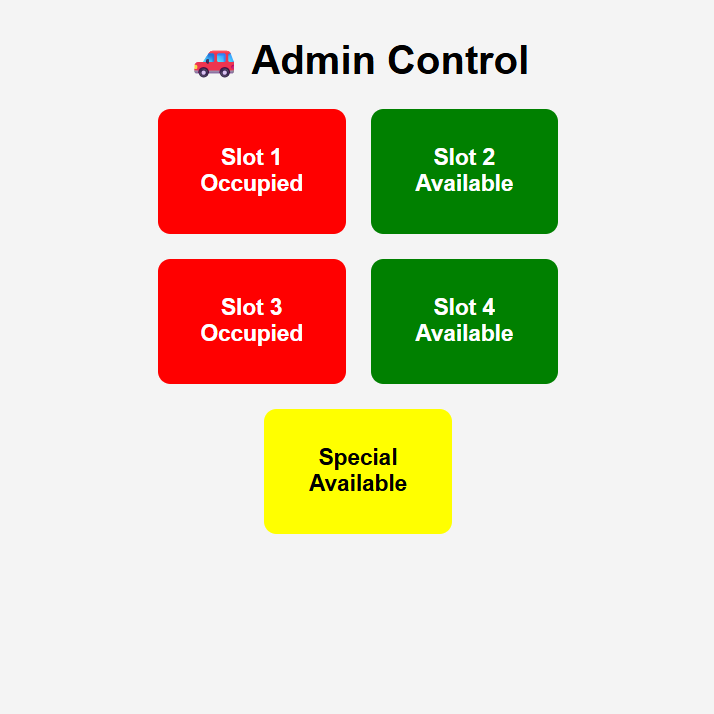 Admin Control
Slot 1
Occupied
Slot 2
Available
Slot 3
Occupied
Slot 4
Available
Special
Available